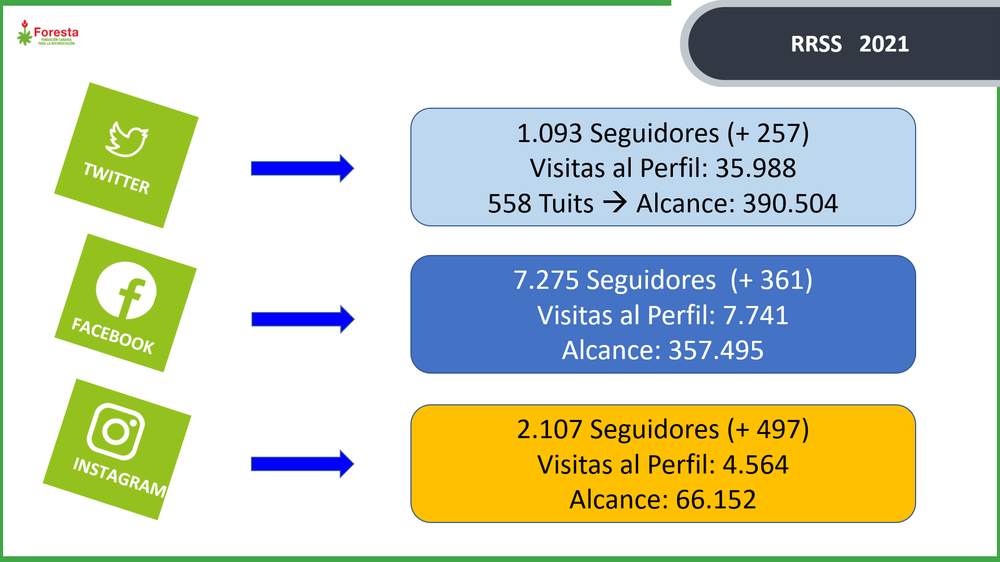 Foresta
FUNDACIÓN CANARIA
PARA LA REFORESTACIÓN
RRSS 2021
TWITTER
1.093 Seguidores (+ 257)
Visitas al Perfil: 35.988
558 Tuits → Alcance: 390.504
FACEBOOK
7.275 Seguidores (+ 361)
Visitas al Perfil: 7.741
Alcance: 357.495
INSTAGRAM
2.107 Seguidores (+ 497)
Visitas al Perfil: 4.564
Alcance: 66.152